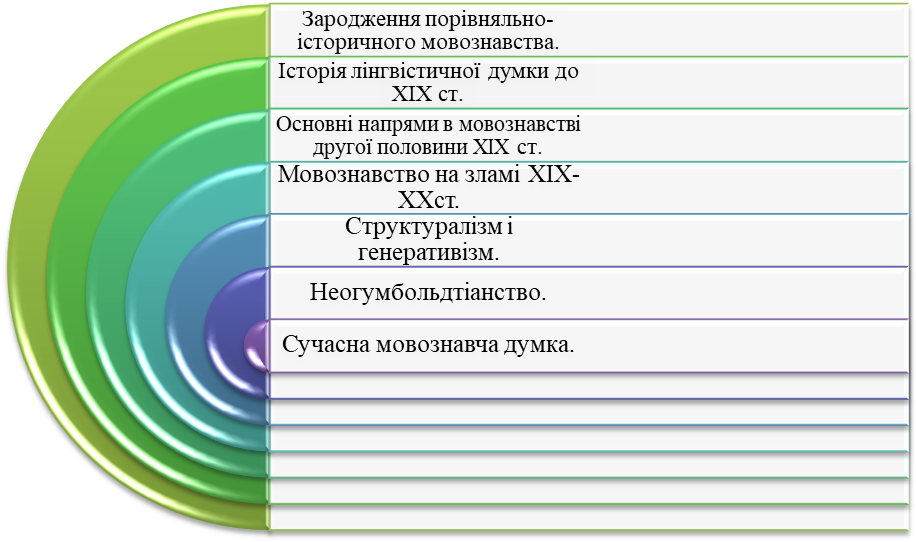 Зародження порівняльно-
історичного мовознавства.
Історія лінгвістичної думки до
XIX ст.
Основні напрями в мовознавстві
другої половини XIX ст.
Мовознавство на зламі XIX-
XXст.
Структуралізм і
генеративізм.
Неогумбольдтіанство.
Сучасна мовознавча думка.